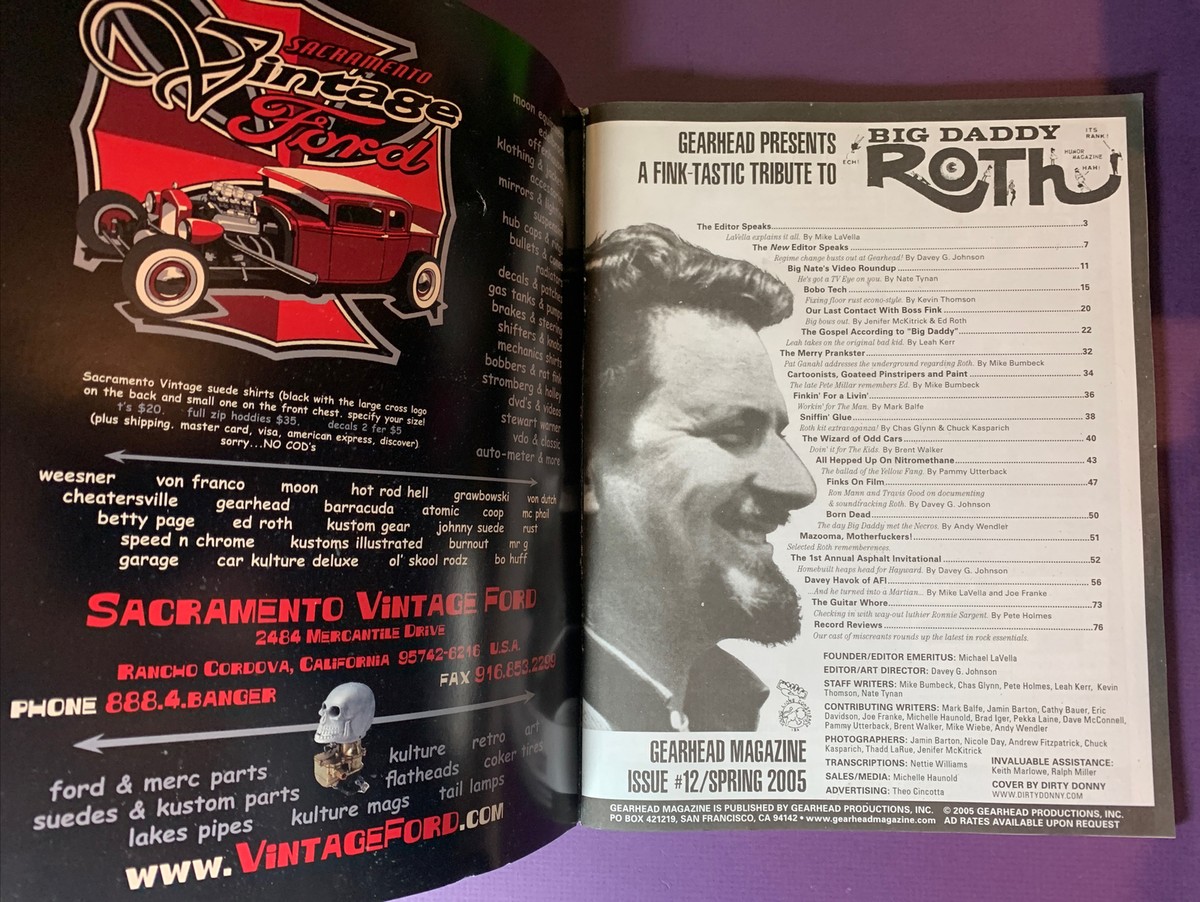 SACRAMENTO
Vintage
Ford
moon
klothing &
mirrors &
hub caps &
bullets &
radiators
decals & patches
gas tanks & pumps
brakes & steering
shifters & knobs
mechanics shirts
bobbers & rat fink
stromberg & holley
dvd's & videos
stewart warner
vdo & classic
auto-meter & more
Sacramento Vintage suede shirts (black with the large cross logo
on the back and small one on the front chest. specify your size!
t's $20. full zip hoddies $35. decals 2 fer $5
(plus shipping. master card, visa, american express, discover)
sorry...NO COD's
weesner von franco moon hot rod hell grawbowski von dutch
cheatersville gearhead barracuda atomic coop mc phail
betty page ed roth kustom gear johnny suede rust
speed n chrome kustoms illustrated burnout mr g
garage car kulture deluxe ol' skool rodz bo huff
SACRAMENTO VINTAGE FORD
2484 MERCANTILE DRIVE
RANCHO CORDOVA, CALIFORNIA 95742-6216 U.S.A.
PHONE 888.4.BANGER FAX 916.853.2299
kulture retro art
ford & merc parts flatheads coker tires
suedes & kustom parts kulture mags tail lamps
lakes pipes
WWW.VINTAGEFORD.COM
GEARHEAD PRESENTS
A FINK-TASTIC TRIBUTE TO
BIG DADDY
ROTH
ECH!
ITS
RANK!
HUMOR
MAGAZINE
HAH!
The Editor Speaks...3
LaVella explains it all. By Mike LaVella
The New Editor Speaks...7
Regime change busts out at Gearhead! By Davey G. Johnson
Big Nate's Video Roundup...11
He's got a TV Eye on you. By Nate Tynan
Bobo Tech...15
Fixing floor rust econo-style. By Kevin Thomson
Our Last Contact With Boss Fink...20
Big bows out. By Jenifer McKitrick & Ed Roth
The Gospel According to "Big Daddy"...22
Leah takes on the original bad kid. By Leah Kerr
The Merry Prankster...32
Pat Ganahl addresses the underground regarding Roth. By Mike Bumbeck
Cartoonists, Goateed Pinstripers and Paint...34
The late Pete Millar remembers Ed. By Mike Bumbeck
Finkin' For a Livin'...36
Workin' for The Man. By Mark Balfe
Sniffin' Glue...38
Roth kit extravaganza! By Chas Glynn & Chuck Kasparich
The Wizard of Odd Cars...40
Doin' it for The Kids. By Brent Walker
All Hepped Up On Nitromethane...43
The ballad of the Yellow Fang. By Pammy Utterback
Finks On Film...47
Ron Mann and Travis Good on documenting
& soundtracking Roth. By Davey G. Johnson
Born Dead...50
The day Big Daddy met the Necros. By Andy Wendler
Mazooma, Motherfuckers!...51
Selected Roth rememberences.
The 1st Annual Asphalt Invitational...52
Homebuilt heaps head for Hayward. By Davey G. Johnson
Davey Havok of AFI...56
...And he turned into a Martian... By Mike LaVella and Joe Franke
The Guitar Whore...73
Checking in with way-out luthier Ronnie Sargent. By Pete Holmes
Record Reviews...76
Our cast of miscreants rounds up the latest in rock essentials.
FOUNDER/EDITOR EMERITUS: Michael LaVella
EDITOR/ART DIRECTOR: Davey G. Johnson
STAFF WRITERS: Mike Bumbeck, Chas Glynn, Pete Holmes, Leah Kerr, Kevin
Thomson, Nate Tynan
CONTRIBUTING WRITERS: Mark Balfe, Jamin Barton, Cathy Bauer, Eric
Davidson, Joe Franke, Michelle Haunold, Brad Iger, Pekka Laine, Dave McConnell,
Pammy Utterback, Brent Walker, Mike Wiebe, Andy Wendler
PHOTOGRAPHERS: Jamin Barton, Nicole Day, Andrew Fitzpatrick, Chuck
Kasparich, Thadd LaRue, Jenifer McKitrick
TRANSCRIPTIONS: Nettie Williams
SALES/MEDIA: Michelle Haunold
ADVERTISING: Theo Cincotta
INVALUABLE ASSISTANCE:
Keith Marlowe, Ralph Miller
COVER BY DIRTY DONNY
WWW.DIRTYDONNY.COM
GEARHEAD MAGAZINE
ISSUE #12/SPRING 2005
GEARHEAD MAGAZINE IS PUBLISHED BY GEARHEAD PRODUCTIONS, INC. © 2005 GEARHEAD PRODUCTIONS, INC.
PO BOX 421219, SAN FRANCISCO, CA 94142 • www.gearheadmagazine.com AD RATES AVAILABLE UPON REQUEST